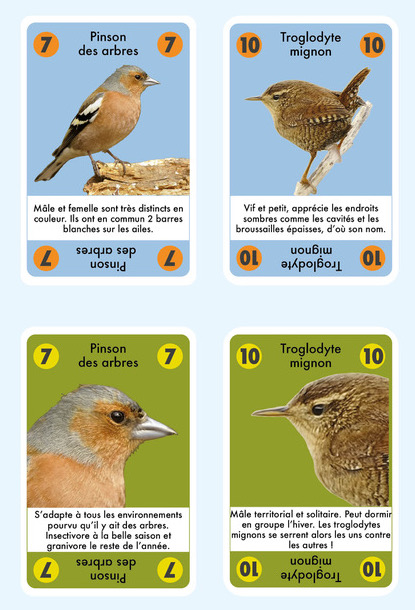 7 Pinson des arbres 7
Mâle et femelle sont très distincts en
couleur. Ils ont en commun 2 barres
blanches sur les ailes.
7 Pinson des arbres 7
10 Troglodyte mignon 10
Vif et petit, apprécie les endroits
sombres comme les cavités et les
broussailles épaisses, d'où son nom.
10 Troglodyte mignon 10
7 Pinson des arbres 7
S'adapte à tous les environnements
pourvu qu'il y ait des arbres.
Insectivore à la belle saison et
granivore le reste de l'année.
7 Pinson des arbres 7
10 Troglodyte mignon 10
Mâle territorial et solitaire. Peut dormir
en groupe l'hiver. Les troglodytes
mignons se serrent alors les uns contre
les autres !
10 Troglodyte mignon 10